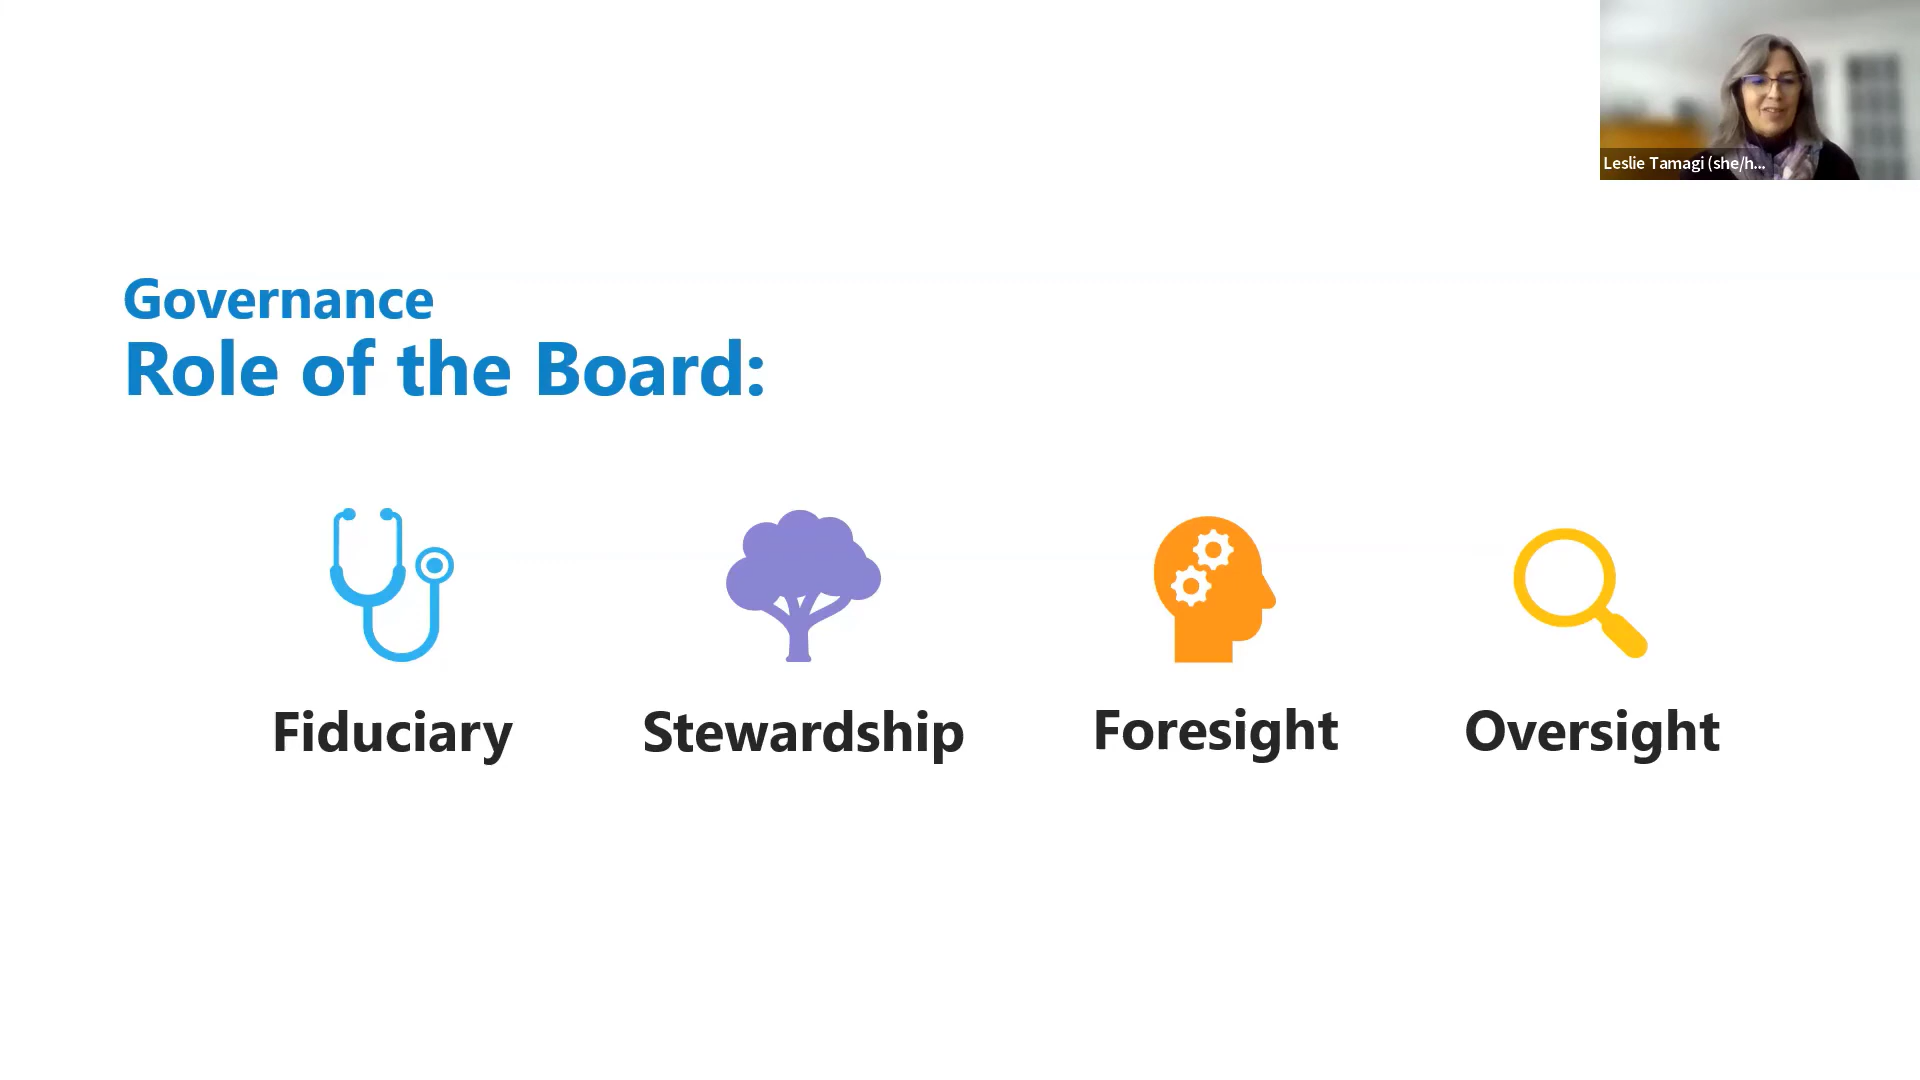 Leslie Tamagi (she/h...
Governance
Role of the Board:
Fiduciary
Stewardship
Foresight
Oversight